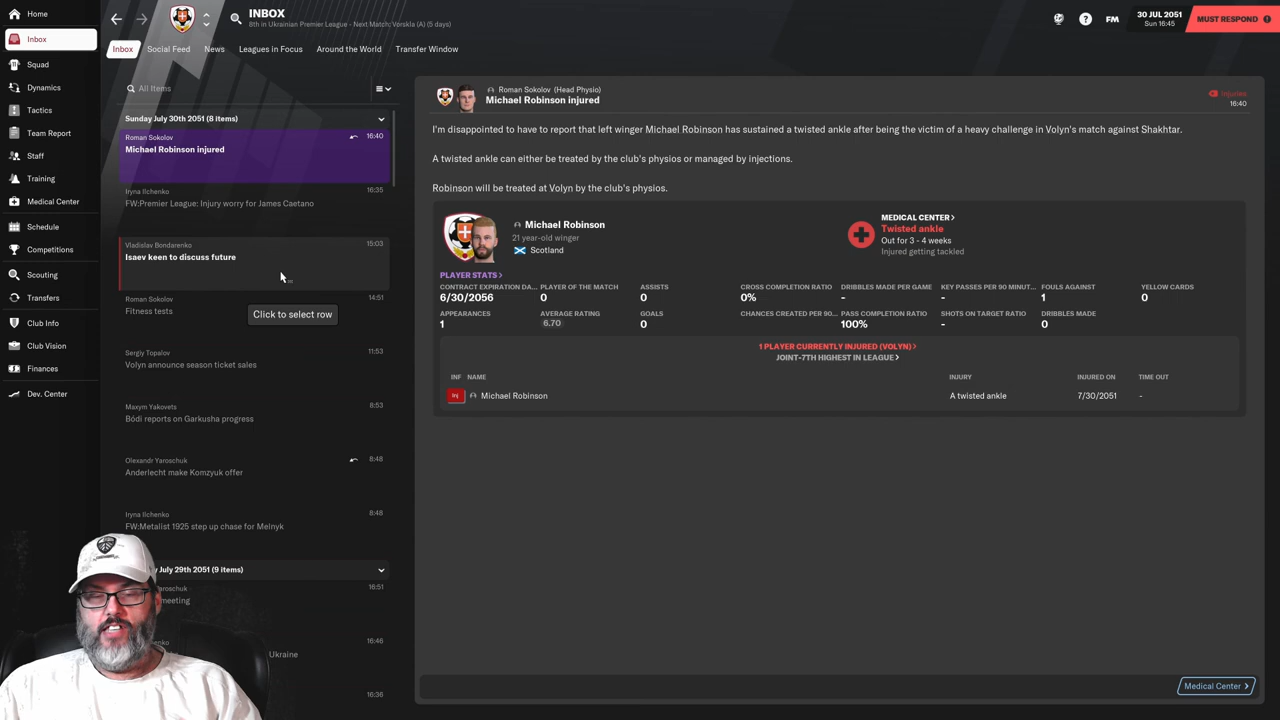 Home
Inbox
Squad
Dynamics
Tactics
Team Report
Staff
Training
Medical Center
Schedule
Competitions
Scouting
Transfers
Club Info
Club Vision
Finances
Dev. Center
INBOX
8th in Ukrainian Premier League - Next Match: Vorskla (A) (5 days)
FM
30 JUL 2051
Sun 16:45
MUST RESPOND
Inbox
Social Feed
News
Leagues in Focus
Around the World
Transfer Window
All Items
Sunday July 30th 2051 (8 items)
Roman Sokolov 16:40
Michael Robinson injured
Iryna Ilchenko 16:35
FW:Premier League: Injury worry for James Caetano
Vladislav Bondarenko 15:03
Isaev keen to discuss future
Roman Sokolov 14:51
Fitness tests
Click to select row
Sergiy Topalov 11:53
Volyn announce season ticket sales
Maxym Yakovets 8:53
Bódi reports on Garkusha progress
Olexandr Yaroschuk 8:48
Anderlecht make Komzyuk offer
Iryna Ilchenko 8:48
FW:Metalist 1925 step up chase for Melnyk
July 29th 2051 (9 items)
aroschuk 16:51
meeting
enko 16:46
Ukraine
16:36
Roman Sokolov (Head Physio)
Michael Robinson injured
Injuries
16:40
I'm disappointed to have to report that left winger Michael Robinson has sustained a twisted ankle after being the victim of a heavy challenge in Volyn's match against Shakhtar.
A twisted ankle can either be treated by the club's physios or managed by injections.
Robinson will be treated at Volyn by the club's physios.
Michael Robinson
21 year-old winger
Scotland
MEDICAL CENTER
Twisted ankle
Out for 3 - 4 weeks
Injured getting tackled
PLAYER STATS
CONTRACT EXPIRATION DA... PLAYER OF THE MATCH ASSISTS CROSS COMPLETION RATIO DRIBBLES MADE PER GAME KEY PASSES PER 90 MINUT... FOULS AGAINST YELLOW CARDS
6/30/2056 0 0 0% - - 1 0
APPEARANCES AVERAGE RATING GOALS CHANCES CREATED PER 90... PASS COMPLETION RATIO SHOTS ON TARGET RATIO DRIBBLES MADE
1 6.70 0 100% - 0
1 PLAYER CURRENTLY INJURED (VOLYN)
JOINT-7TH HIGHEST IN LEAGUE
INF NAME INJURY INJURED ON TIME OUT
Inj Michael Robinson A twisted ankle 7/30/2051 -
Medical Center